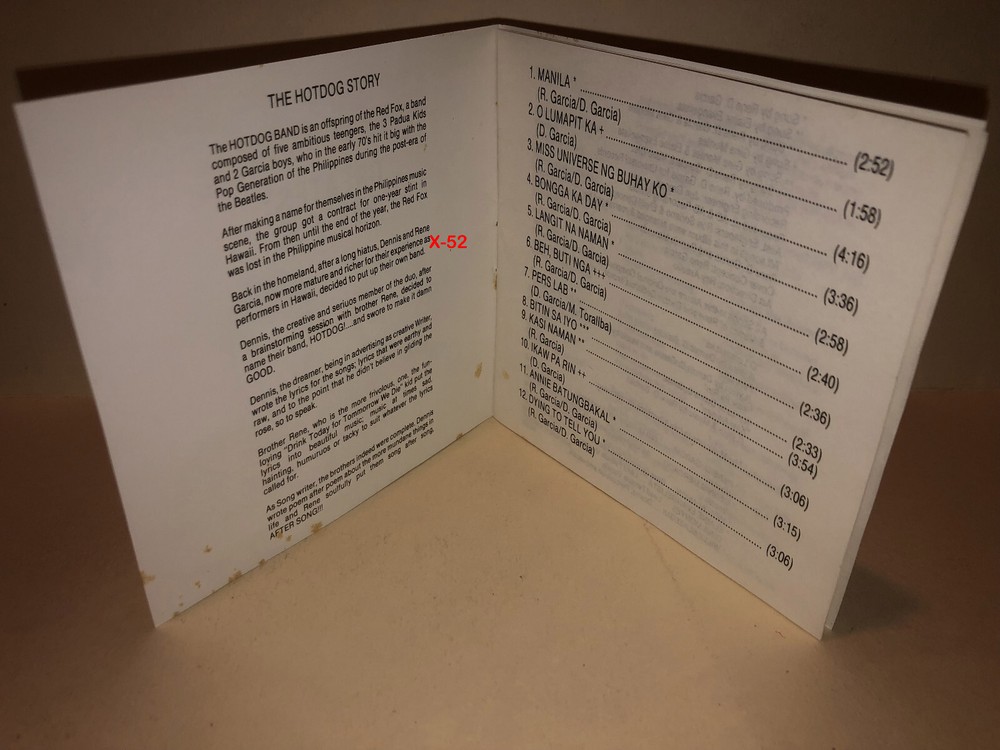 THE HOTDOG STORY
The HOTDOG BAND is an offspring of the Red Fox, a band
composed of five ambitious teengers, the 3 Padua Kids
and 2 Garcia boys, who in the early 70's hit it big with the
Pop Generation of the Philippines during the post-era of
the Beatles.
After making a name for themselves in the Philippines music
scene, the group got a contract for one-year stint in
Hawaii. From then until the end of the year, the Red Fox
was lost in the Philippine musical horizon.
Back in the homeland, after a long hiatus, Dennis and Rene
Garcia, now more mature and richer for their experience as
performers in Hawaii, decided to put up their own band.
Dennis, the creative and seriuos member of the duo, after
a brainstorming session with brother Rene, decided to
name their band, HOTDOG!....and swore to make it damn
GOOD.
Dennis, the dreamer, being in advertising as creative Writer,
wrote the lyrics for the songs, lyrics that were earthy and
raw, and to the point that he didn't believe in gilding the
rose, so to speak.
Brother Rene, who is the more frivolous, one, the fun-
loving "Drink Today for Tommorrow We Die" kid put the
lyrics into beautiful music, music at times sad,
hainting, humuruos or tacky to suit whatever the lyrics
called for.
As Song writer, the brothers indeed were complete. Dennis
wrote poem after poem about the more mundane things in
life and Rene soulfully put them song after song,
AFTER SONG!!!
X-52
1. MANILA * (2:52)
(R. Garcia/D. Garcia)
2. O LUMAPIT KA + (1:58)
(D. Garcia)
3. MISS UNIVERSE NG BUHAY KO * (4:16)
(R. Garcia/D. Garcia)
4. BONGGA KA DAY * (3:36)
(R. Garcia/D. Garcia)
5. LANGIT NA NAMAN * (2:58)
(R. Garcia/D. Garcia)
6. BEH, BUTI NGA +++ (2:40)
(R. Garcia/D. Garcia)
7. PERS LAB ** (2:36)
(D. Garcia/M. Toralba)
8. BITIN SA IYO *** (2:33)
(R. Garcia)
9. KASI NAMAN ** (3:54)
(R. Garcia)
10. IKAW PA RIN ++ (3:06)
(D. Garcia)
11. ANNIE BATUNGBAKAL * (3:15)
(R. Garcia/D. Garcia)
12. DYING TO TELL YOU * (3:06)
(R. Garcia/D. Garcia)